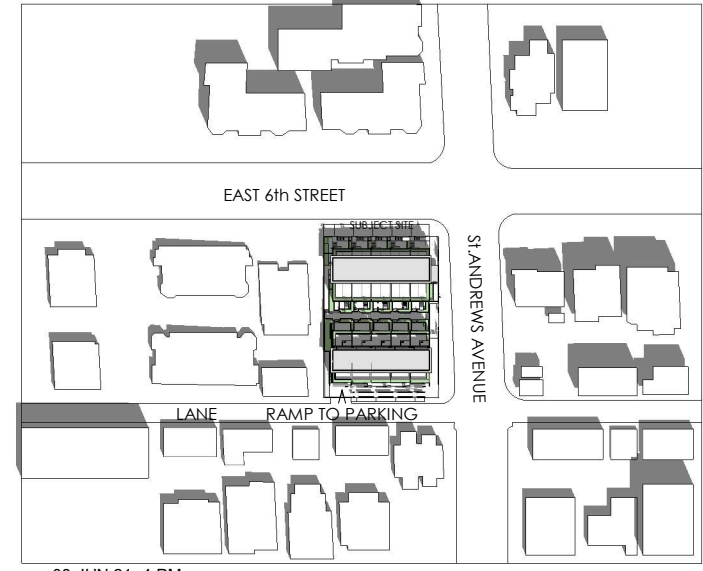 EAST 6th STREET
SUBJECT SITE
St.ANDREWS AVENUE
LANE
RAMP TO PARKING